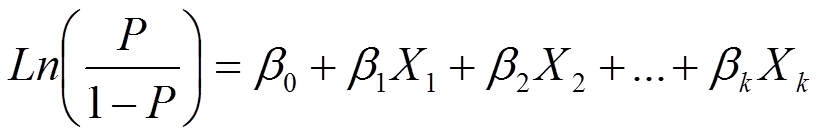 Ln(P/(1−P)) = β₀ + β₁X₁ + β₂X₂ + ... + βₖXₖ